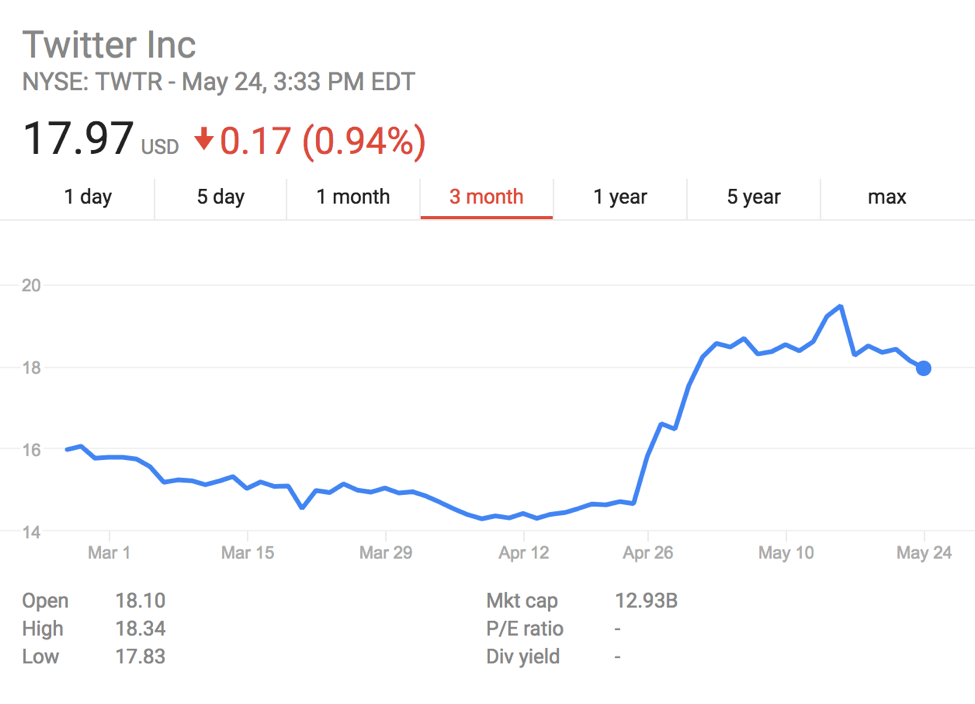 Twitter Inc
NYSE: TWTR - May 24, 3:33 PM EDT
17.97 USD 0.17 (0.94%)
1 day 5 day 1 month 3 month 1 year 5 year max
20
18
16
14
Mar 1 Mar 15 Mar 29 Apr 12 Apr 26 May 10 May 24
Open 18.10 Mkt cap 12.93B
High 18.34 P/E ratio -
Low 17.83 Div yield -